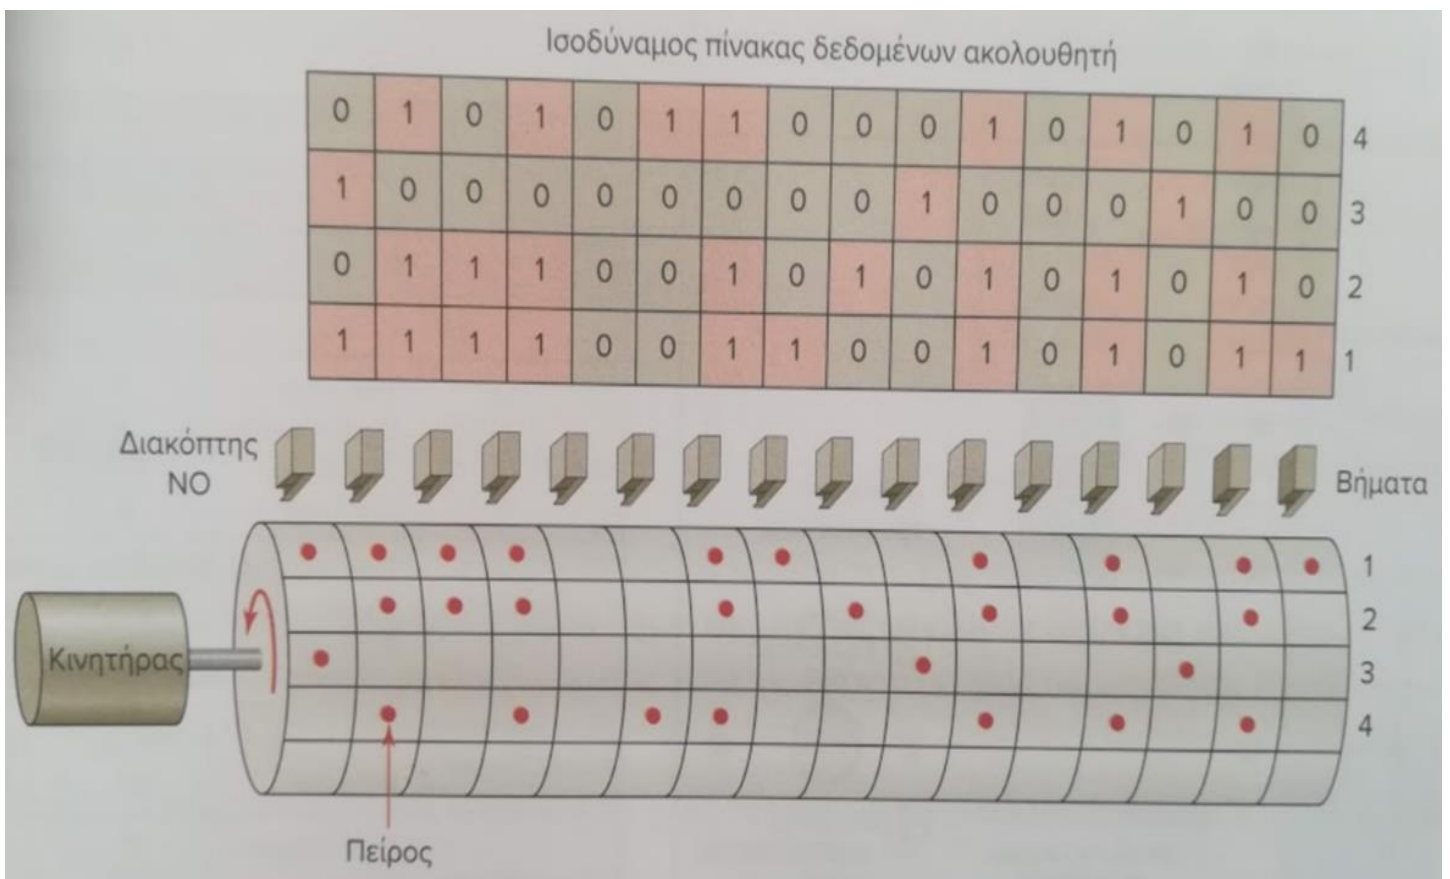 Ισοδύναμος πίνακας δεδομένων ακολουθητή
0 1 0 1 0 1 1 0 0 0 1 0 1 0 1 0 4
1 0 0 0 0 0 0 0 0 1 0 0 0 1 0 0 3
0 1 1 1 0 0 1 0 1 0 1 0 1 0 1 0 2
1 1 1 1 0 0 1 1 0 0 1 0 1 0 1 1 1
Διακόπτης
NO
Βήματα
1
2
Κινητήρας
3
4
Πείρος